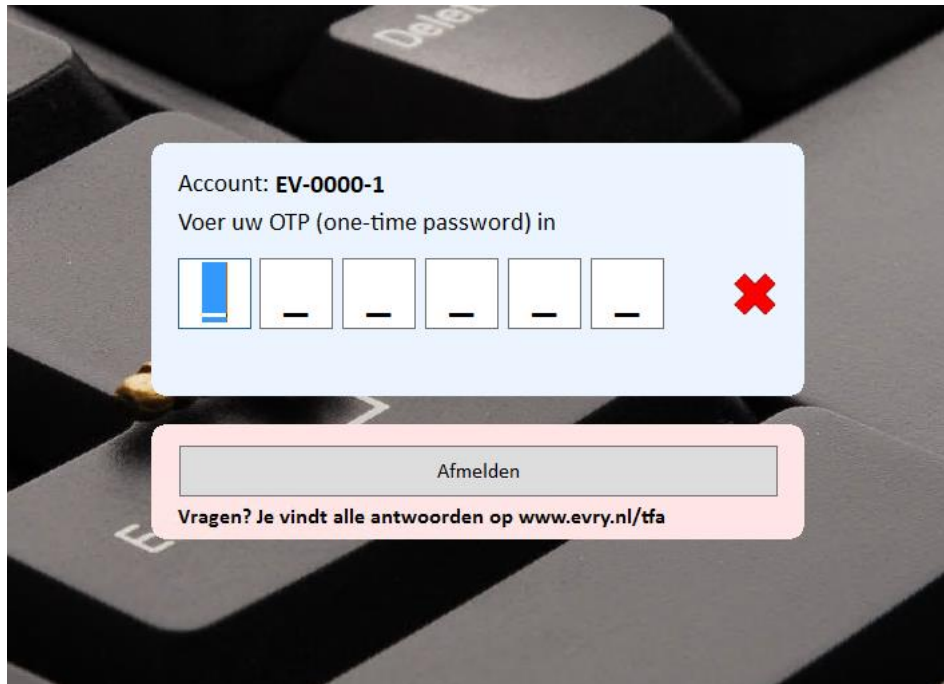 Delete
Account: EV-0000-1
Voer uw OTP (one-time password) in
_ _ _ _ _ _
Afmelden
Vragen? Je vindt alle antwoorden op www.evry.nl/tfa
E